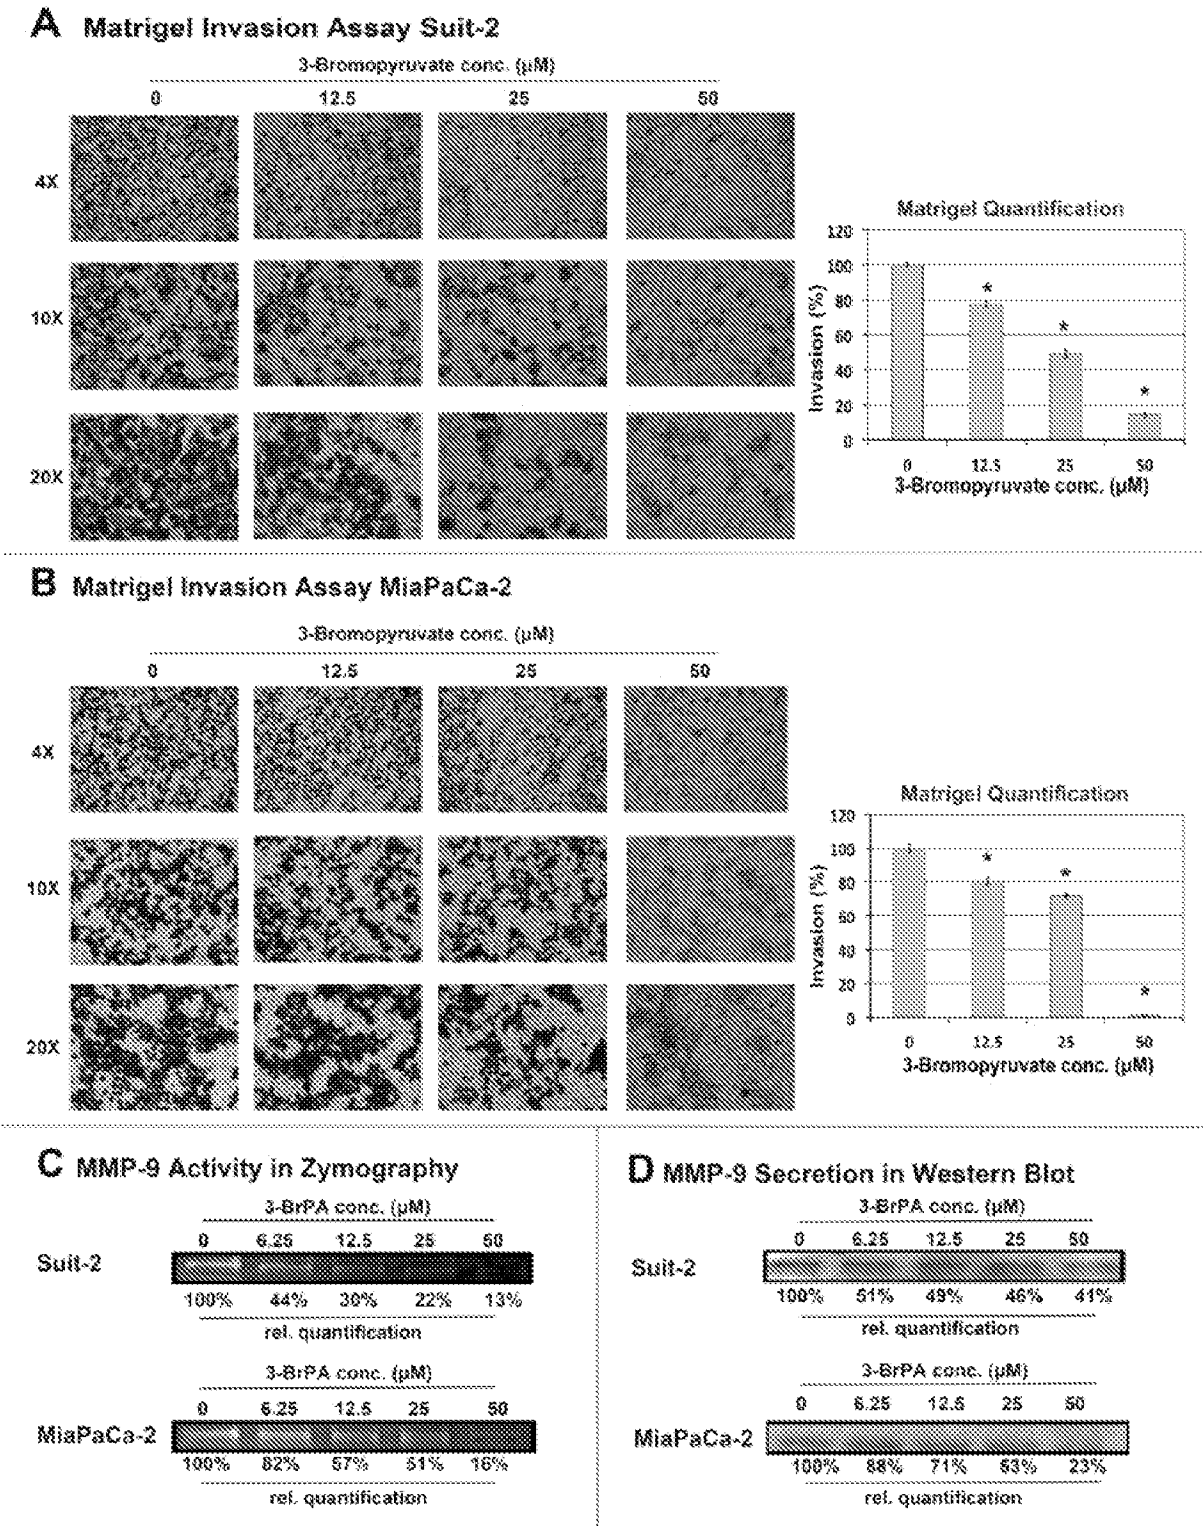 A Matrigel Invasion Assay Suit-2
3-Bromopyruvate conc. (µM)
0 12.5 25 50
4X
10X
20X
Matrigel Quantification
120
100
80
60
40
20
0
Invasion (%)
* * *
0 12.5 25 50
3-Bromopyruvate conc. (µM)
B Matrigel Invasion Assay MiaPaCa-2
3-Bromopyruvate conc. (µM)
0 12.5 25 50
4X
10X
20X
Matrigel Quantification
120
100
80
60
40
20
0
Invasion (%)
* * *
0 12.5 25 50
3-Bromopyruvate conc. (µM)
C MMP-9 Activity in Zymography
3-BrPA conc. (µM)
0 6.25 12.5 25 50
Suit-2
100% 44% 30% 22% 13%
rel. quantification
3-BrPA conc. (µM)
0 6.25 12.5 25 50
MiaPaCa-2
100% 82% 57% 51% 16%
rel. quantification
D MMP-9 Secretion in Western Blot
3-BrPA conc. (µM)
0 6.25 12.5 25 50
Suit-2
100% 51% 49% 46% 41%
rel. quantification
3-BrPA conc. (µM)
0 6.25 12.5 25 50
MiaPaCa-2
100% 88% 71% 63% 23%
rel. quantification